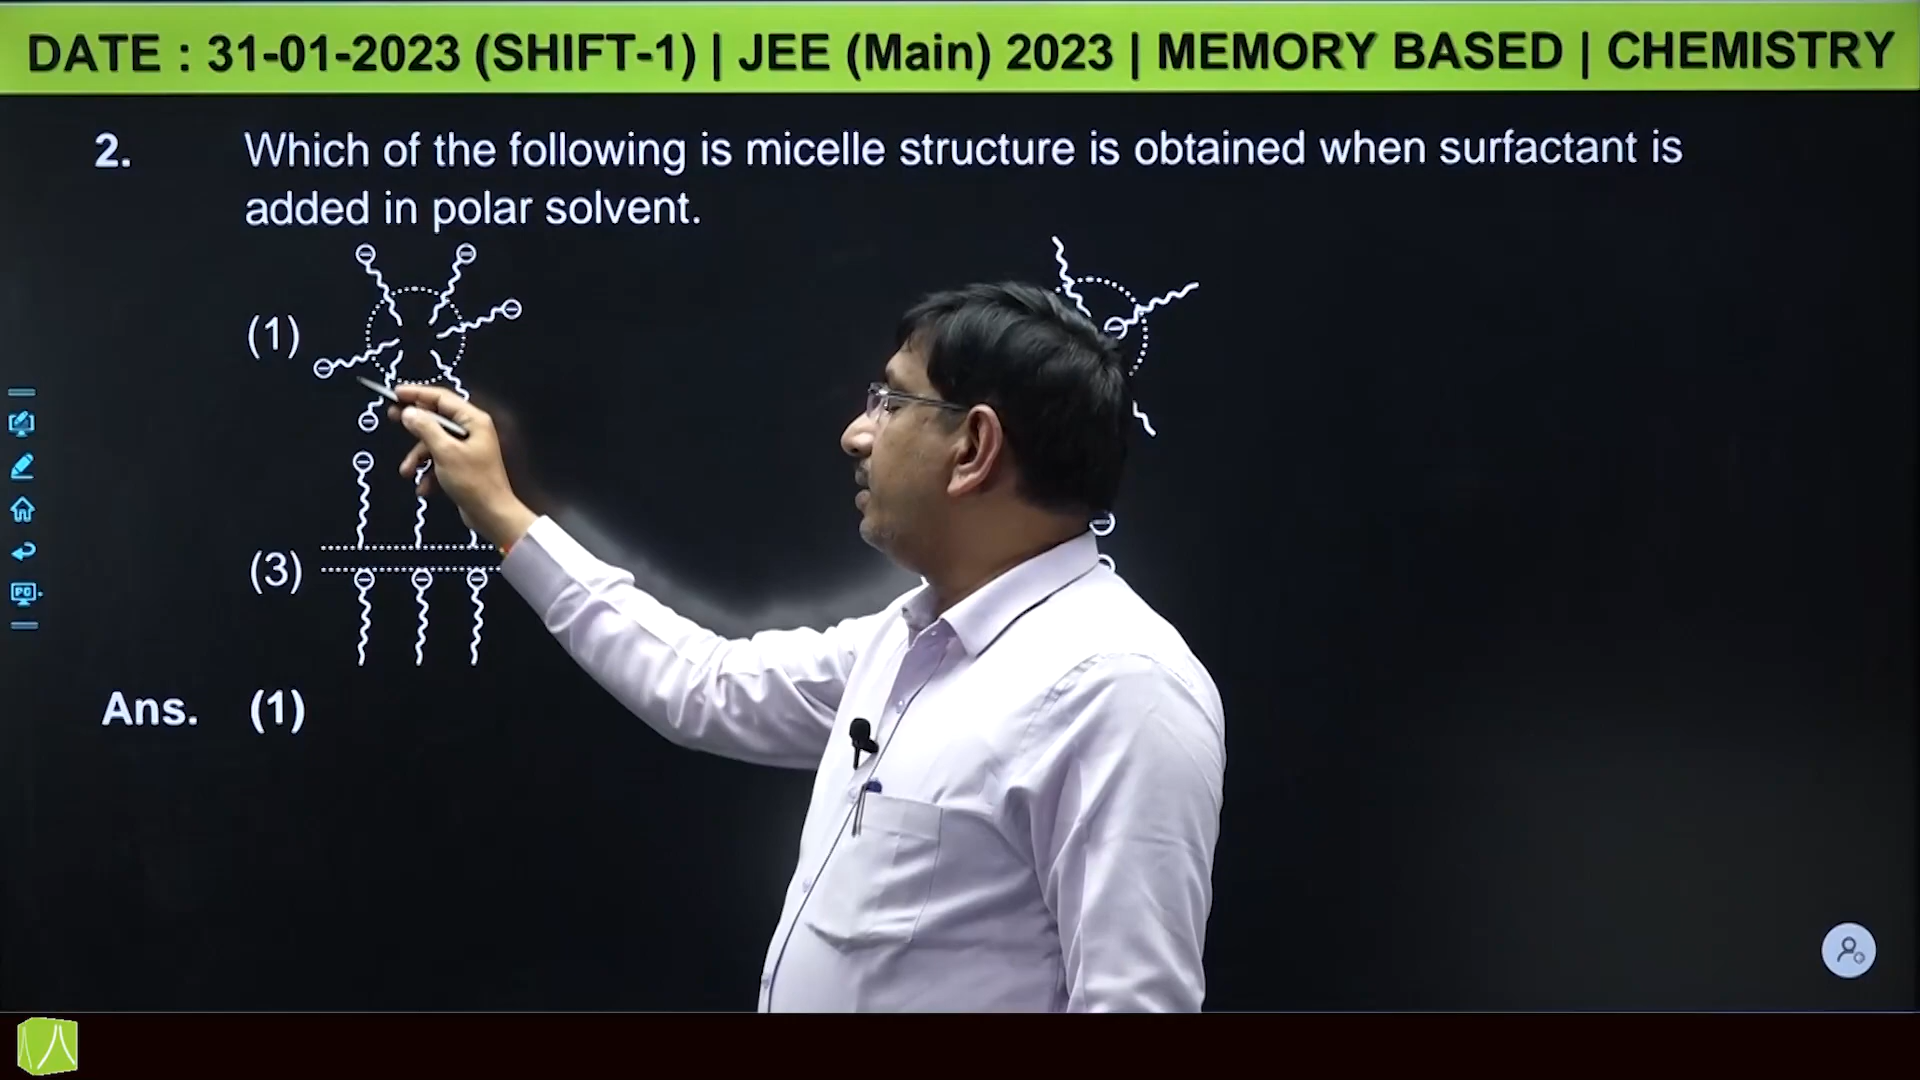 DATE : 31-01-2023 (SHIFT-1) | JEE (Main) 2023 | MEMORY BASED | CHEMISTRY
2. Which of the following is micelle structure is obtained when surfactant is
added in polar solvent.
(1)
(3)
Ans. (1)